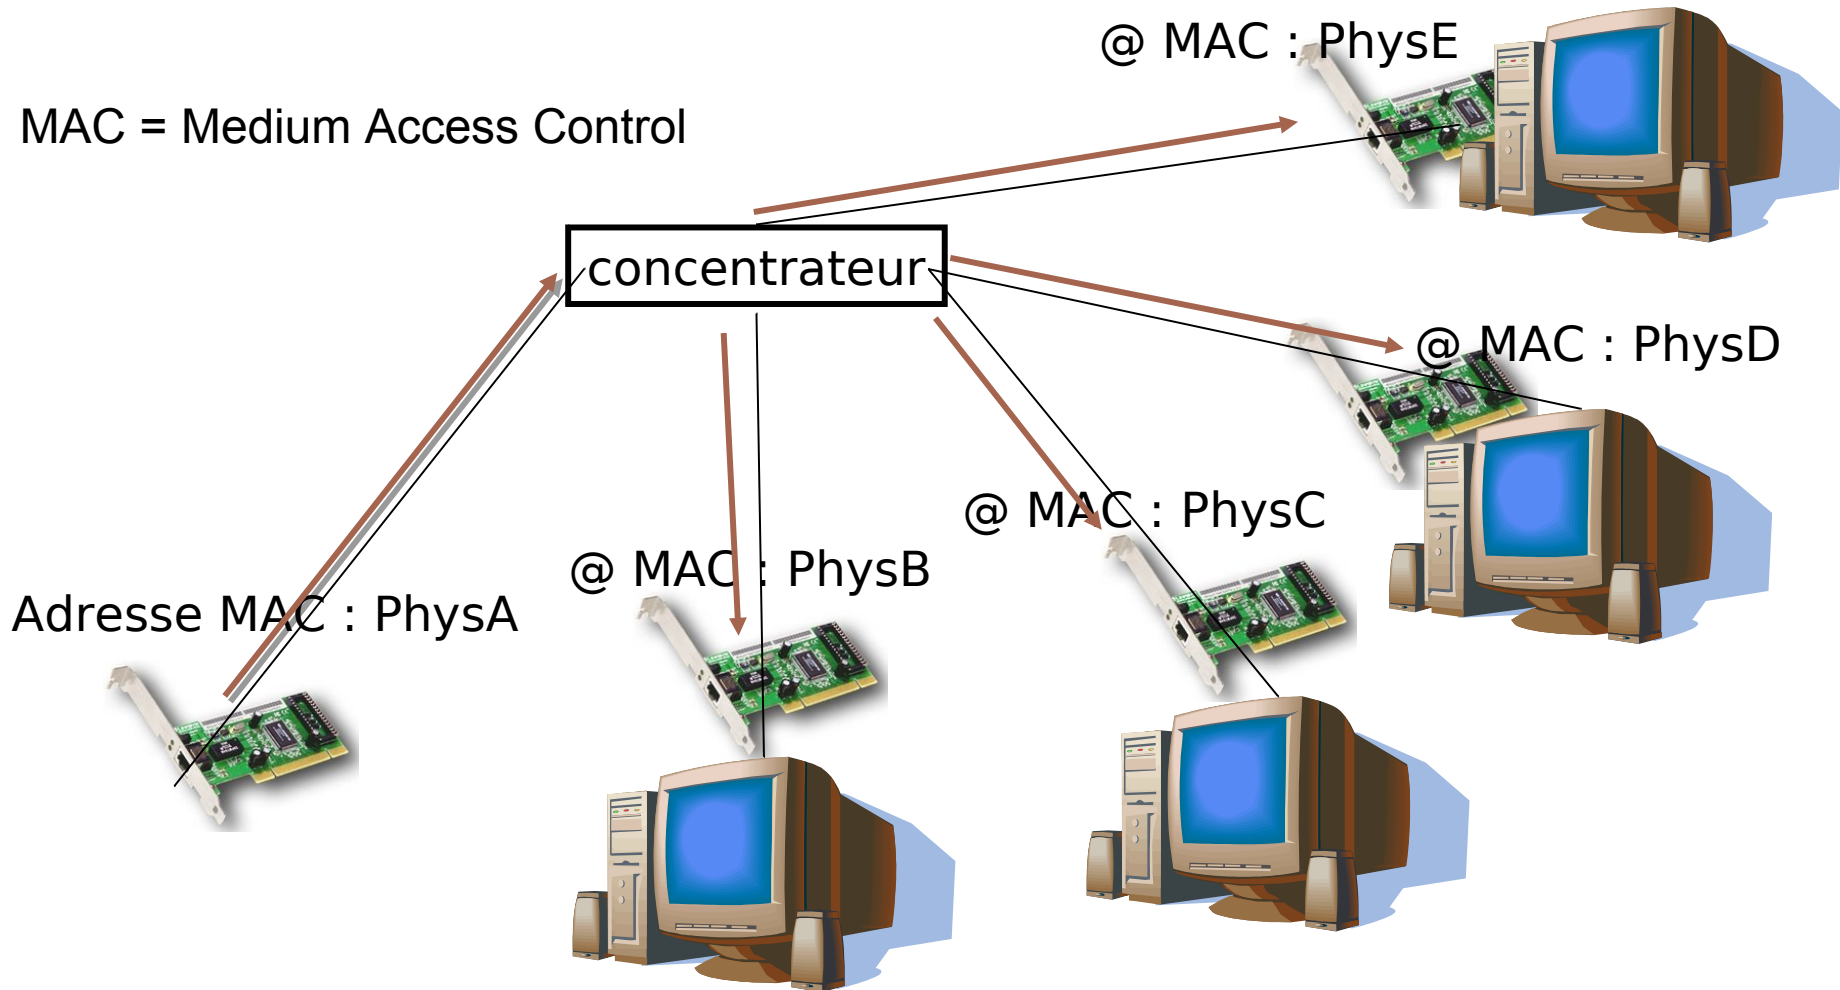 @ MAC : PhysE
MAC = Medium Access Control
concentrateur
@ MAC : PhysD
@ MAC : PhysC
@ MAC : PhysB
Adresse MAC : PhysA